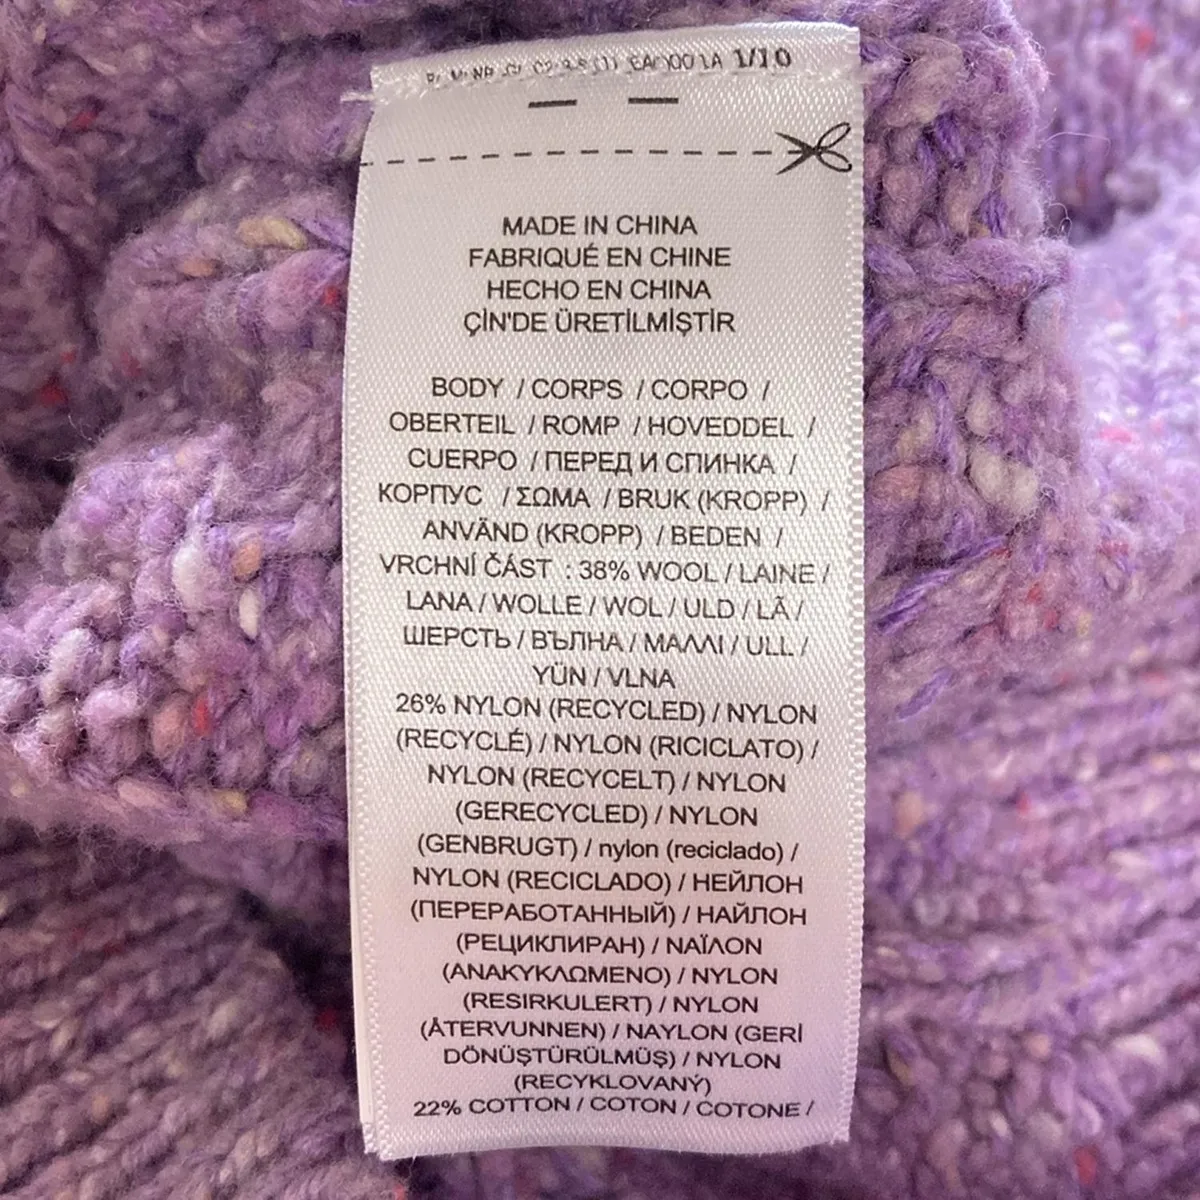 1/10
MADE IN CHINA
FABRIQUÉ EN CHINE
HECHO EN CHINA
ÇİN'DE ÜRETİLMİŞTİR
BODY / CORPS / CORPO /
OBERTEIL / ROMP / HOVEDDEL /
CUERPO / ПЕРЕД И СПИНКА /
КОРПУС / ΣΩΜΑ / BRUK (KROPP) /
ANVÄND (KROPP) / BEDEN /
VRCHNÍ ČÁST : 38% WOOL / LAINE /
LANA / WOLLE / WOL / ULD / LÃ /
ШЕРСТЬ / ВЪЛНА / ΜΑΛΛΙ / ULL /
YÜN / VLNA
26% NYLON (RECYCLED) / NYLON
(RECYCLÉ) / NYLON (RICICLATO) /
NYLON (RECYCELT) / NYLON
(GERECYCLED) / NYLON
(GENBRUGT) / nylon (reciclado) /
NYLON (RECICLADO) / НЕЙЛОН
(ПЕРЕРАБОТАННЫЙ) / НАЙЛОН
(РЕЦИКЛИРАН) / ΝΑΪΛΟΝ
(ΑΝΑΚΥΚΛΩΜΕΝΟ) / NYLON
(RESIRKULERT) / NYLON
(ÅTERVUNNEN) / NAYLON (GERİ
DÖNÜŞTÜRÜLMÜŞ) / NYLON
(RECYKLOVANÝ)
22% COTTON / COTON / COTONE /